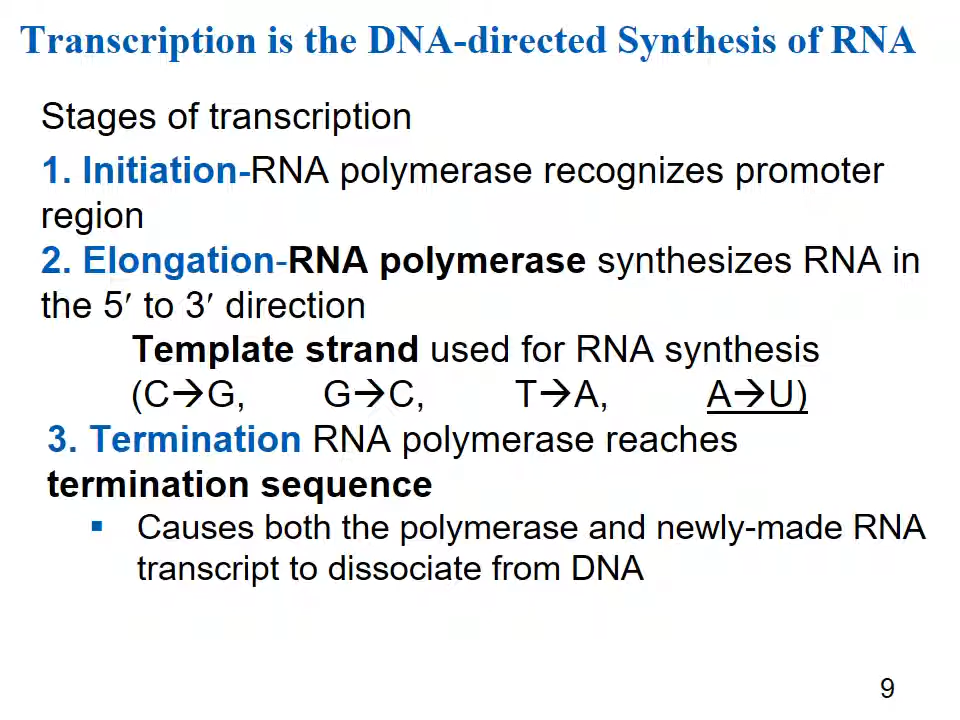 Transcription is the DNA-directed Synthesis of RNA
Stages of transcription
1. Initiation-RNA polymerase recognizes promoter
region
2. Elongation-RNA polymerase synthesizes RNA in
the 5′ to 3′ direction
Template strand used for RNA synthesis
(C→G, G→C, T→A, A→U)
3. Termination RNA polymerase reaches
termination sequence
▪ Causes both the polymerase and newly-made RNA
transcript to dissociate from DNA
9